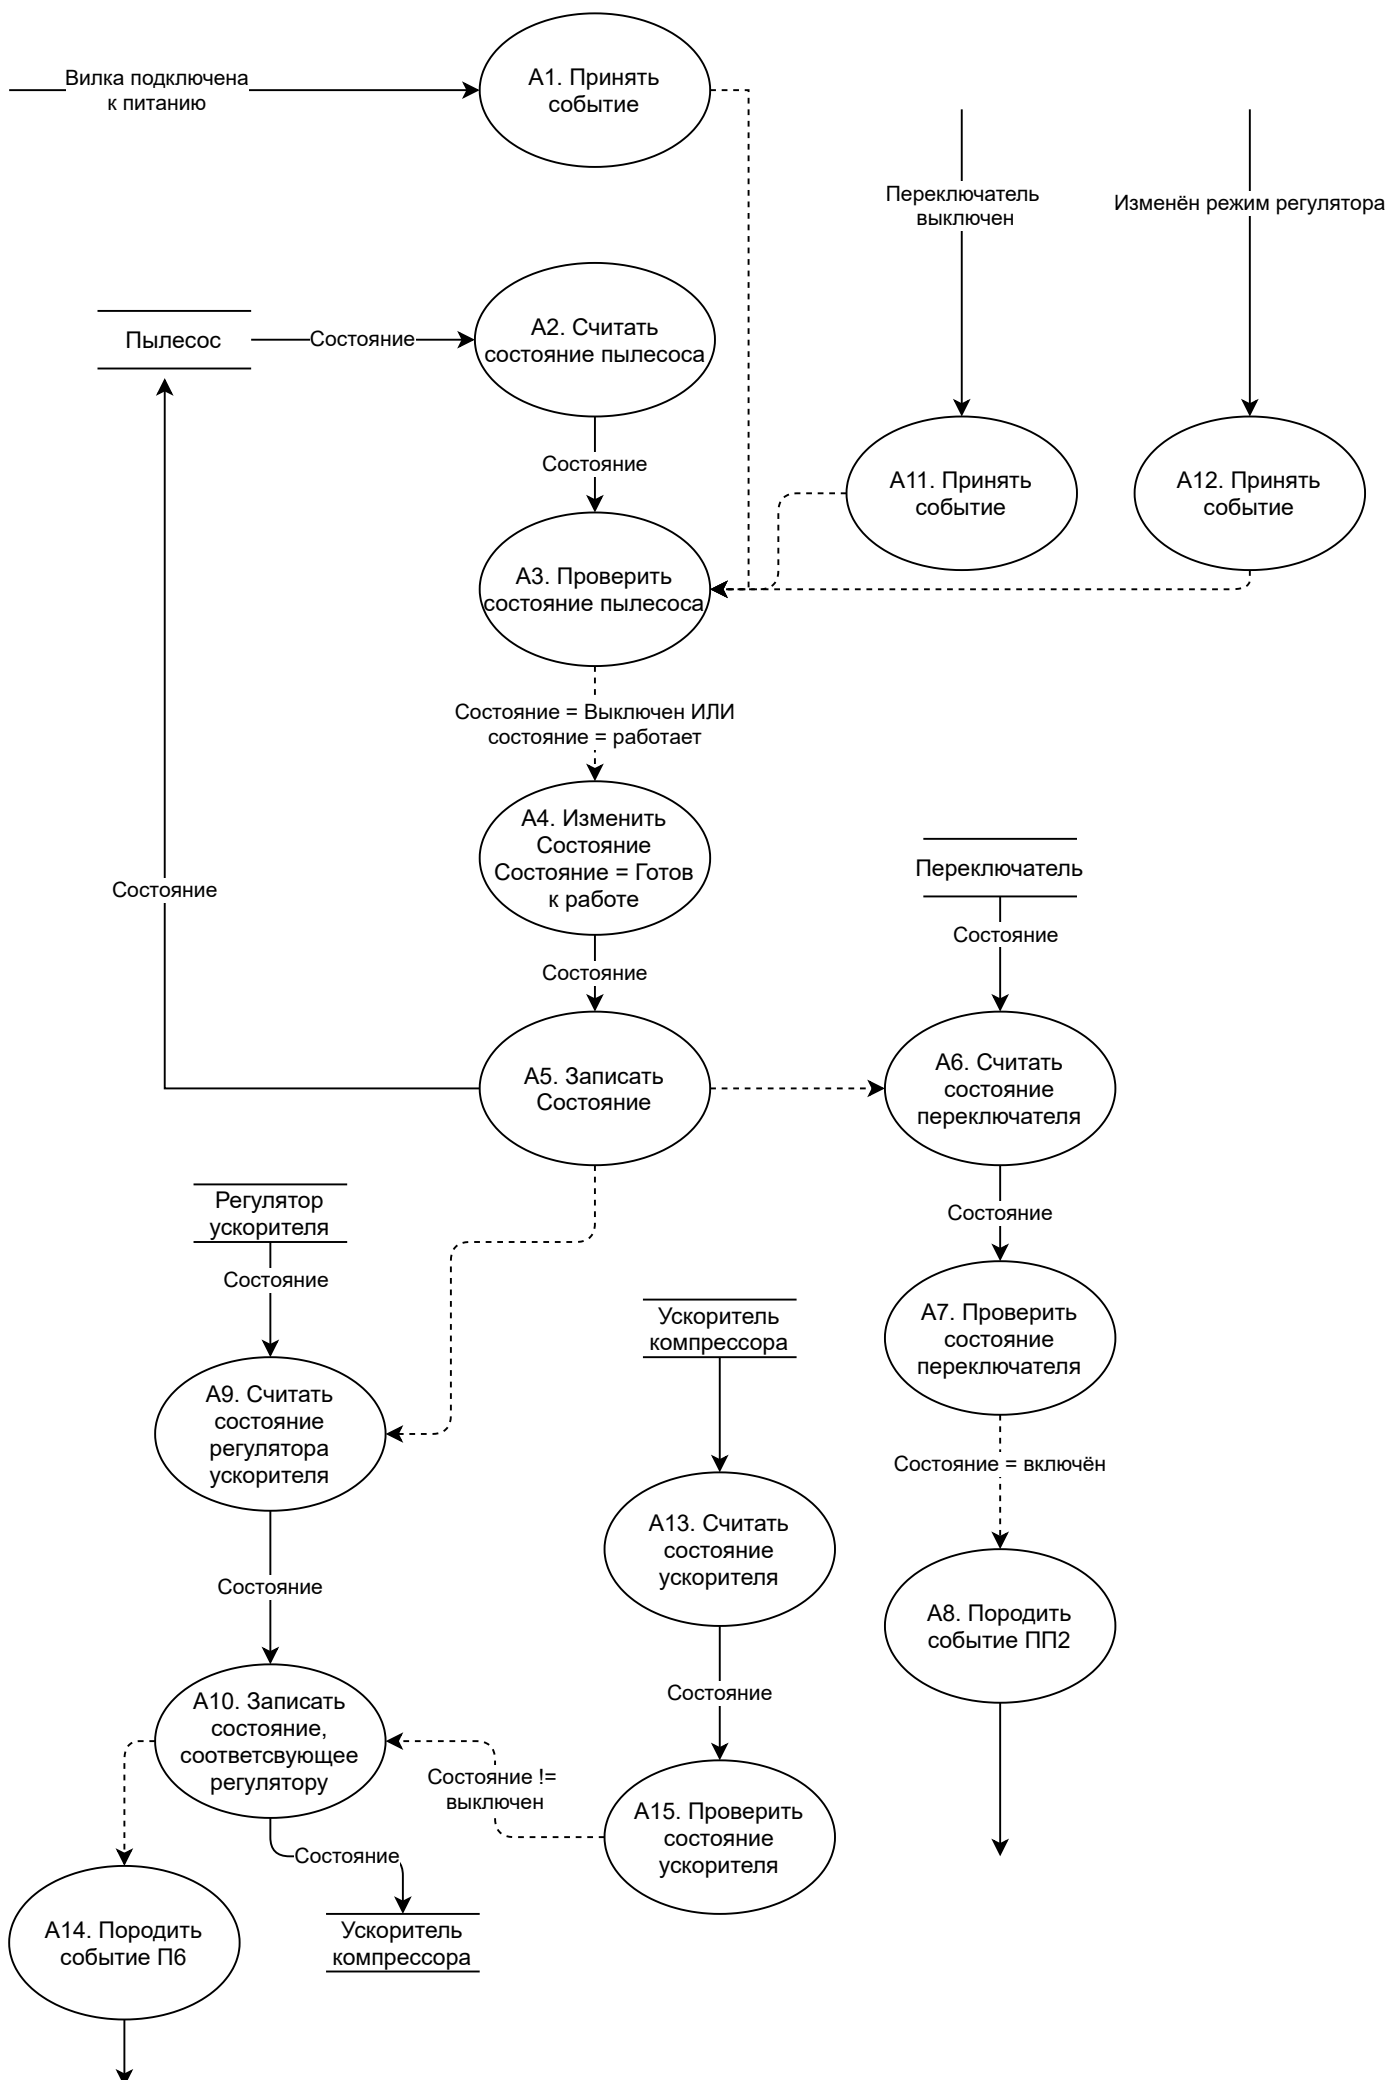 Вилка подключена
к питанию
А1. Принять
событие
Переключатель
выключен
Изменён режим регулятора
Пылесос
Состояние
А2. Считать
состояние пылесоса
Состояние
А11. Принять
событие
А12. Принять
событие
А3. Проверить
состояние пылесоса
Состояние = Выключен ИЛИ
состояние = работает
А4. Изменить
Состояние
Состояние = Готов
к работе
Состояние
Переключатель
Состояние
Состояние
А5. Записать
Состояние
А6. Считать
состояние
переключателя
Регулятор
ускорителя
Состояние
Состояние
Ускоритель
компрессора
А7. Проверить
состояние
переключателя
А9. Считать
состояние
регулятора
ускорителя
Состояние = включён
А13. Считать
состояние
ускорителя
Состояние
А8. Породить
событие ПП2
Состояние
А10. Записать
состояние,
соответсвующее
регулятору
Состояние !=
выключен
А15. Проверить
состояние
ускорителя
Состояние
А14. Породить
событие П6
Ускоритель
компрессора